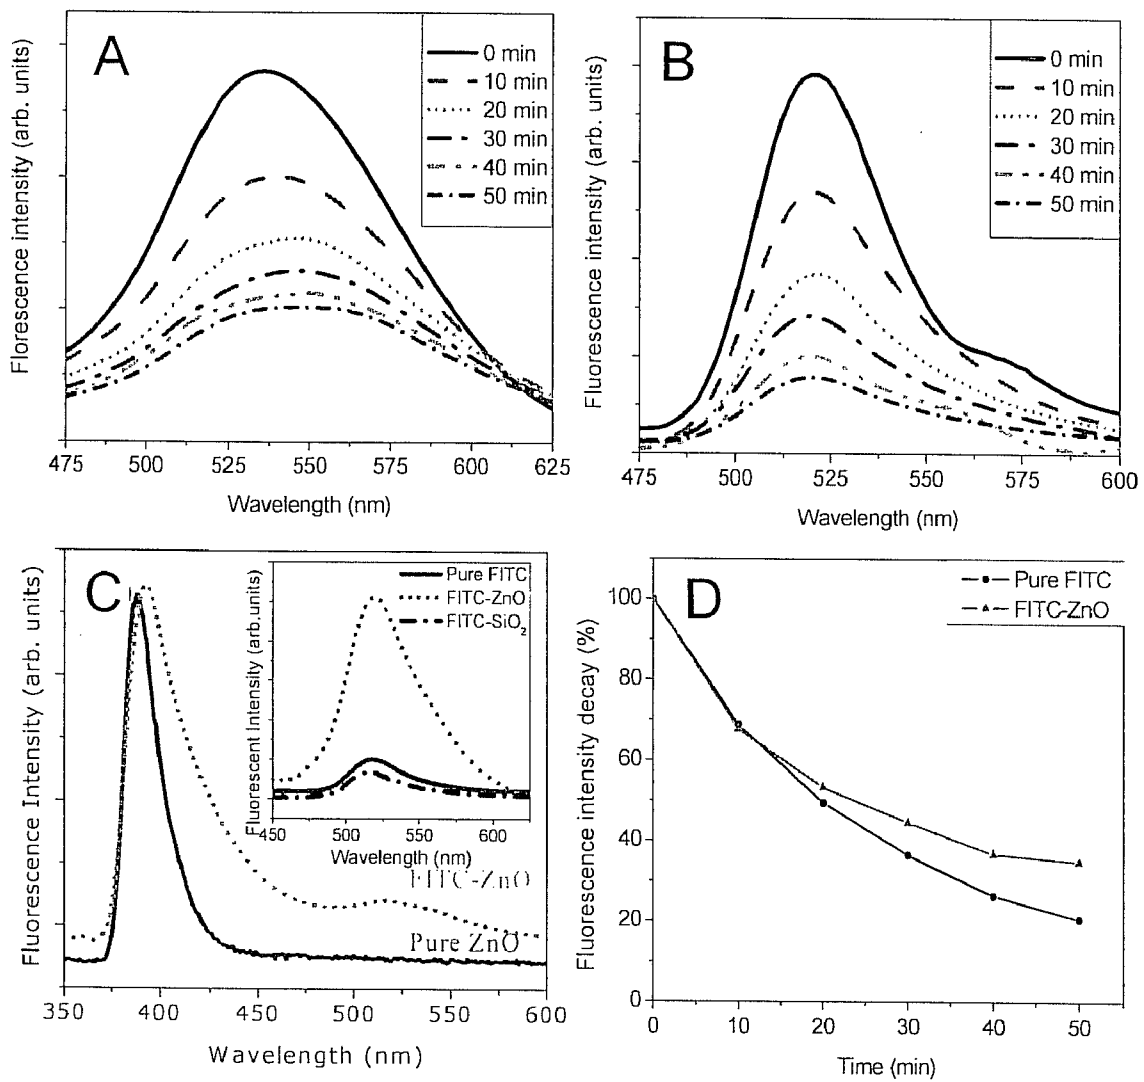 A
Florescence intensity (arb. units)
0 min
10 min
20 min
30 min
40 min
50 min
475 500 525 550 575 600 625
Wavelength (nm)
B
Fluorescence intensity (arb. units)
0 min
10 min
20 min
30 min
40 min
50 min
475 500 525 550 575 600
Wavelength (nm)
C
Fluorescence Intensity (arb. units)
Pure FITC
FITC-ZnO
FITC-SiO2
Fluorescent Intensity (arb.units)
450 500 550 600
Wavelength (nm)
FITC-ZnO
Pure ZnO
350 400 450 500 550 600
Wavelength (nm)
D
Fluorescence intensity decay (%)
Pure FITC
FITC-ZnO
100
80
60
40
20
0
0 10 20 30 40 50
Time (min)